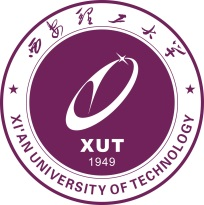 西安理工大学
XUT
1949
XI'AN UNIVERSITY OF TECHNOLOGY